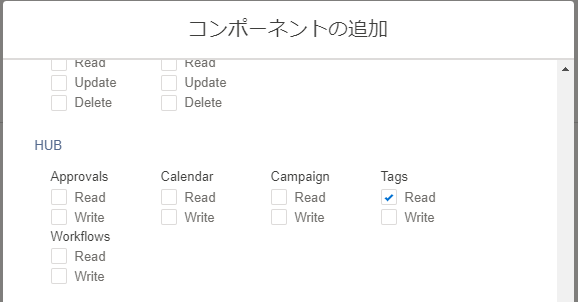 コンポーネントの追加
Read Read
Update Update
Delete Delete
HUB
Approvals Calendar Campaign Tags
Read Read Read Read
Write Write Write Write
Workflows
Read
Write